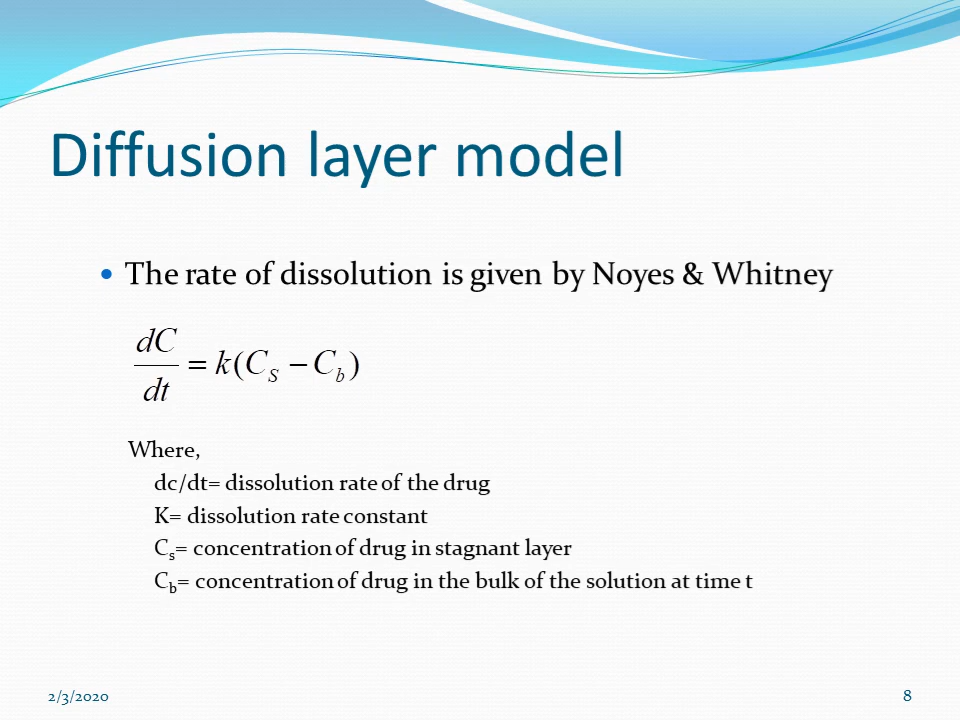 Diffusion layer model
• The rate of dissolution is given by Noyes & Whitney
dC/dt = k(C_S − C_b)
Where,
dc/dt= dissolution rate of the drug
K= dissolution rate constant
C_s= concentration of drug in stagnant layer
C_b= concentration of drug in the bulk of the solution at time t
2/3/2020
8